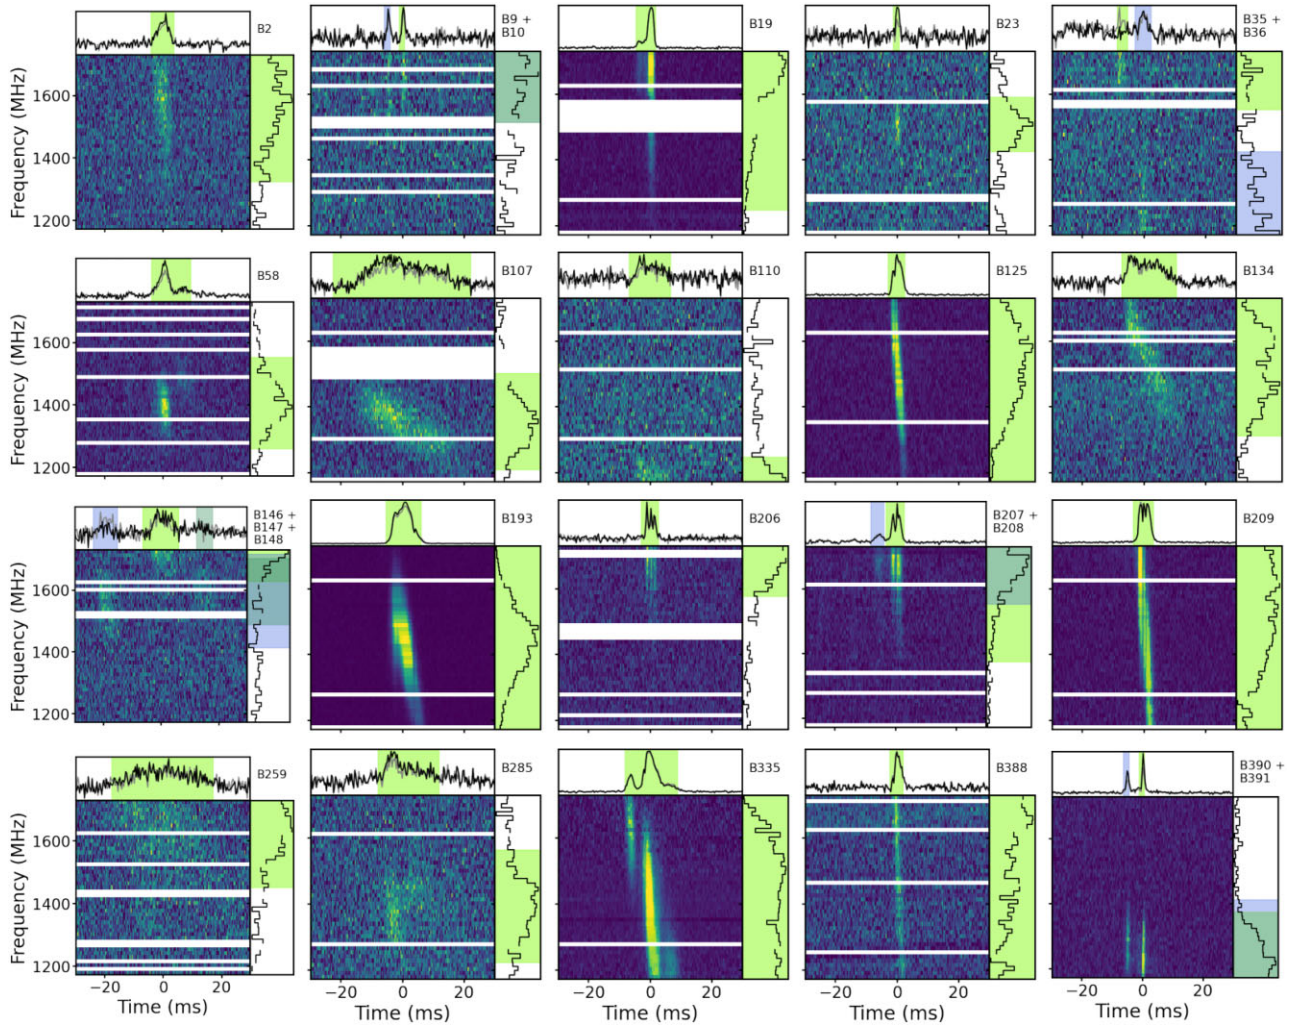 B2
B9 +
B10
B19
B23
B35 +
B36
Frequency (MHz)
1600
1400
1200
B58
B107
B110
B125
B134
Frequency (MHz)
1600
1400
1200
B146 +
B147 +
B148
B193
B206
B207 +
B208
B209
Frequency (MHz)
1600
1400
1200
B259
B285
B335
B388
B390 +
B391
Frequency (MHz)
1600
1400
1200
−20 0 20 −20 0 20 −20 0 20 −20 0 20 −20 0 20
Time (ms) Time (ms) Time (ms) Time (ms) Time (ms)